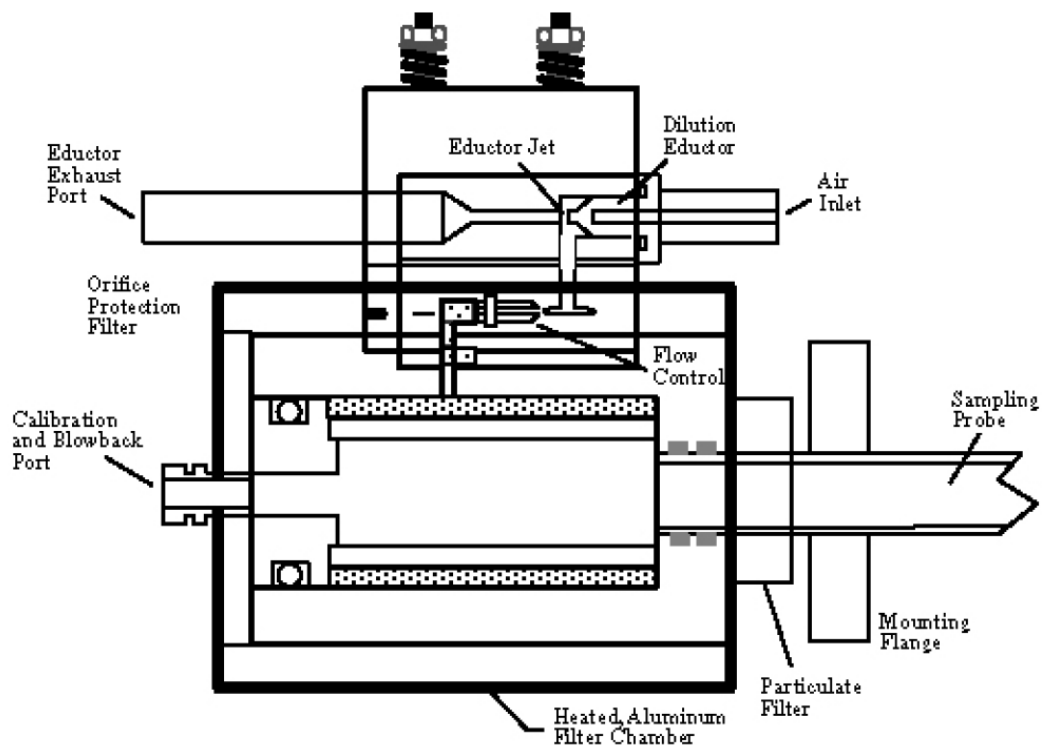 Eductor
Exhaust
Port
Eductor Jet
Dilution
Eductor
Air
Inlet
Orifice
Protection
Filter
Flow
Control
Sampling
Probe
Calibration
and Blowback
Port
Mounting
Flange
Particulate
Filter
Heated,Aluminum
Filter Chamber